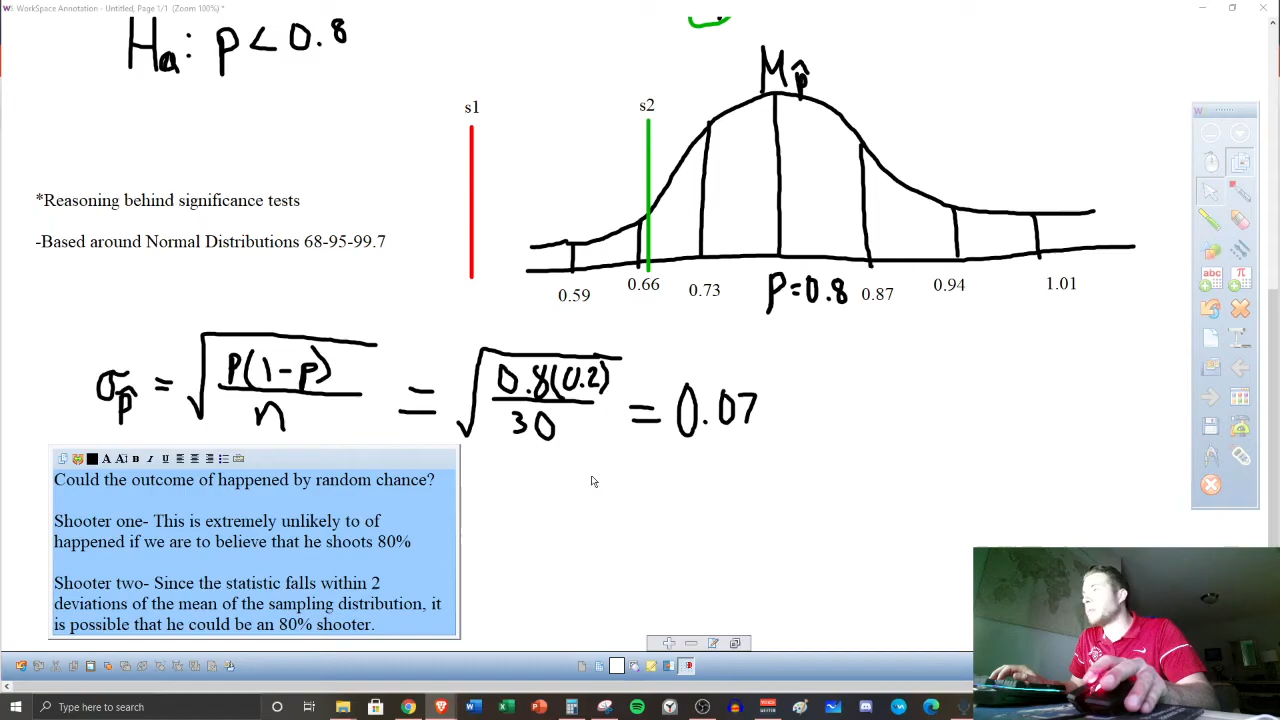 WorkSpace Annotation - Untitled, Page 1/1 (Zoom 100%) *
Ha: p < 0.8
Mp̂
s1
s2
*Reasoning behind significance tests
-Based around Normal Distributions 68-95-99.7
0.59
0.66
0.73
P=0.8
0.87
0.94
1.01
σp̂ = √(P(1-p)/n) = √(0.8(0.2)/30) = 0.07
Could the outcome of happened by random chance?
Shooter one- This is extremely unlikely to of
happened if we are to believe that he shoots 80%
Shooter two- Since the statistic falls within 2
deviations of the mean of the sampling distribution, it
is possible that he could be an 80% shooter.
abc
π
Type here to search